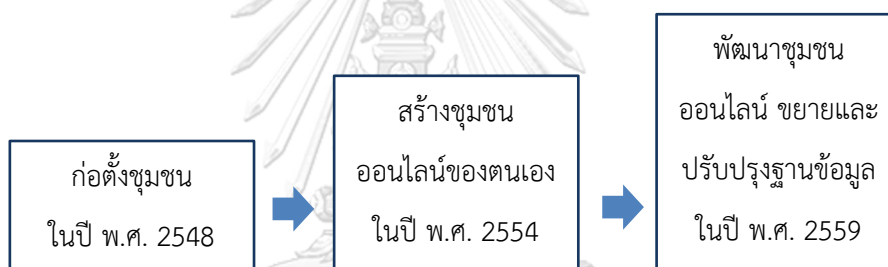 ก่อตั้งชุมชน
ในปี พ.ศ. 2548
สร้างชุมชน
ออนไลน์ของตนเอง
ในปี พ.ศ. 2554
พัฒนาชุมชน
ออนไลน์ ขยายและ
ปรับปรุงฐานข้อมูล
ในปี พ.ศ. 2559